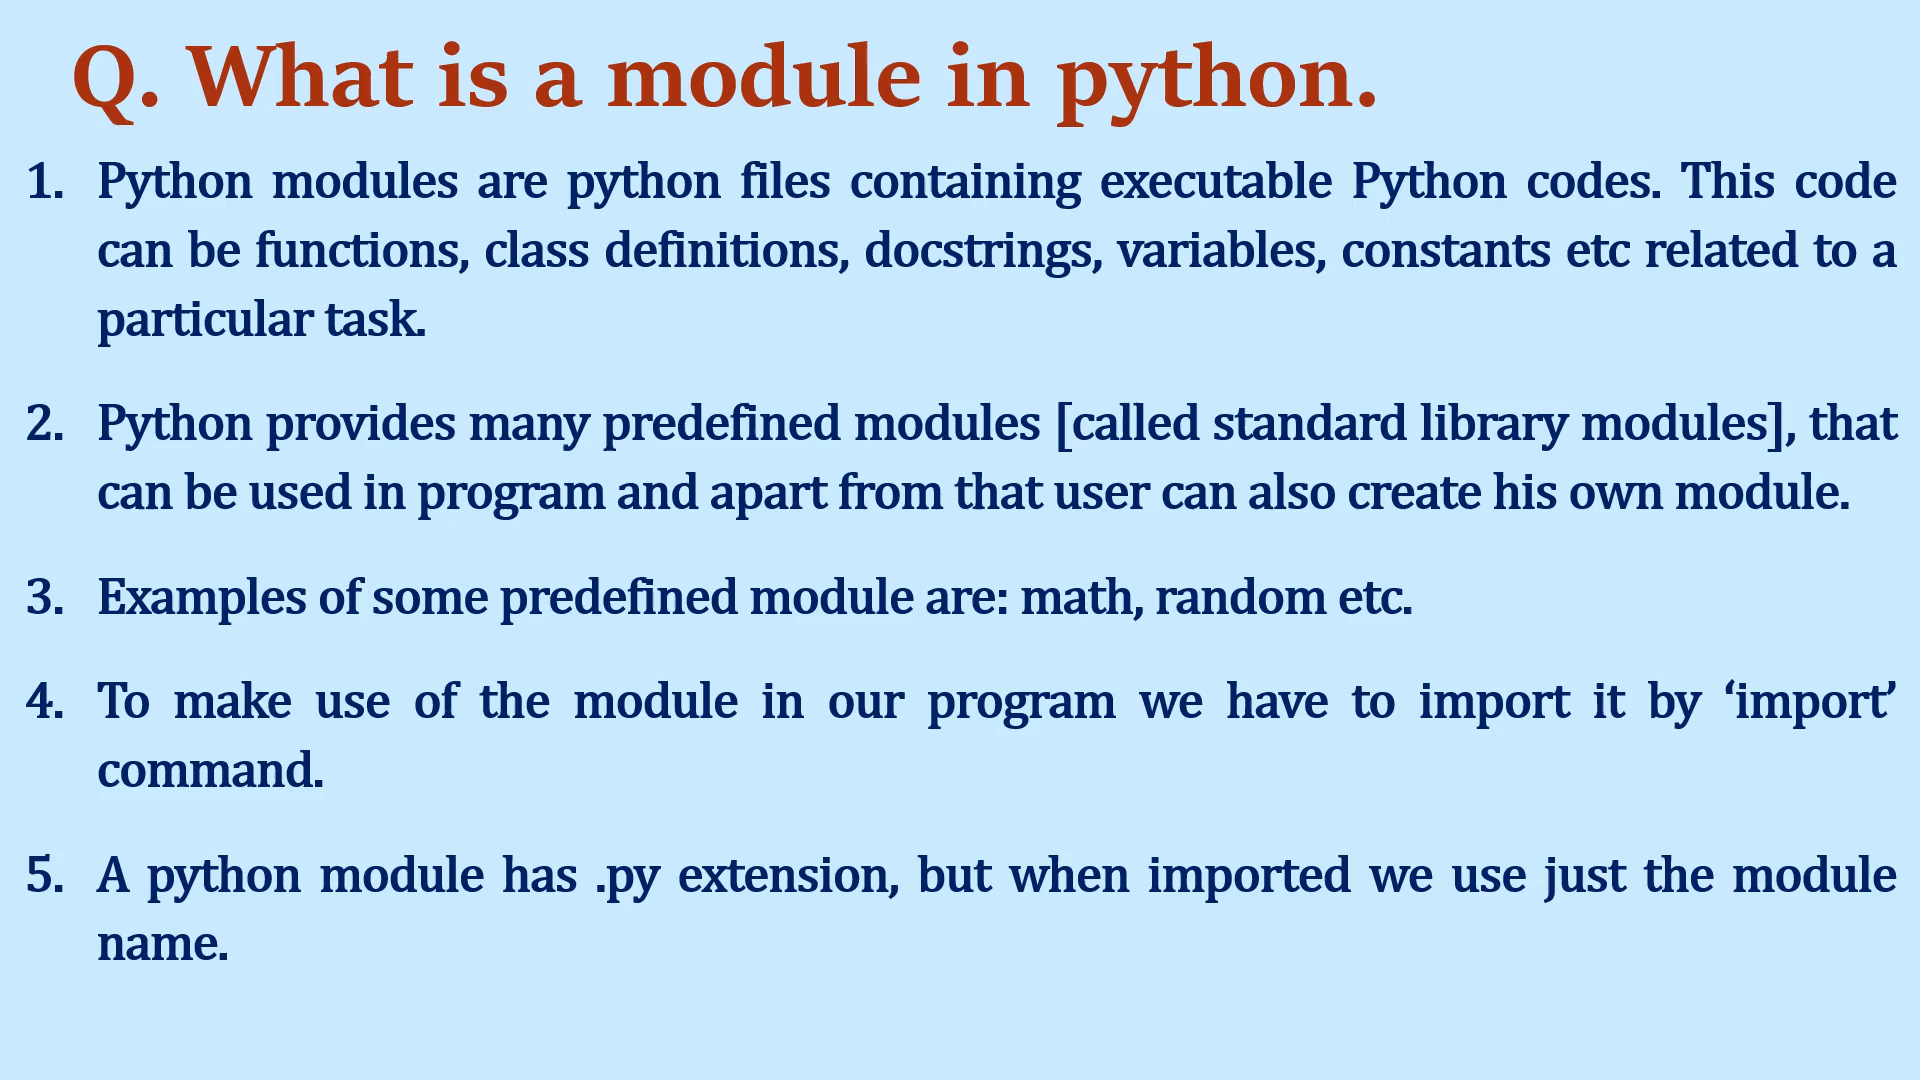 Q. What is a module in python.
1. Python modules are python files containing executable Python codes. This code
can be functions, class definitions, docstrings, variables, constants etc related to a
particular task.
2. Python provides many predefined modules [called standard library modules], that
can be used in program and apart from that user can also create his own module.
3. Examples of some predefined module are: math, random etc.
4. To make use of the module in our program we have to import it by ‘import’
command.
5. A python module has .py extension, but when imported we use just the module
name.